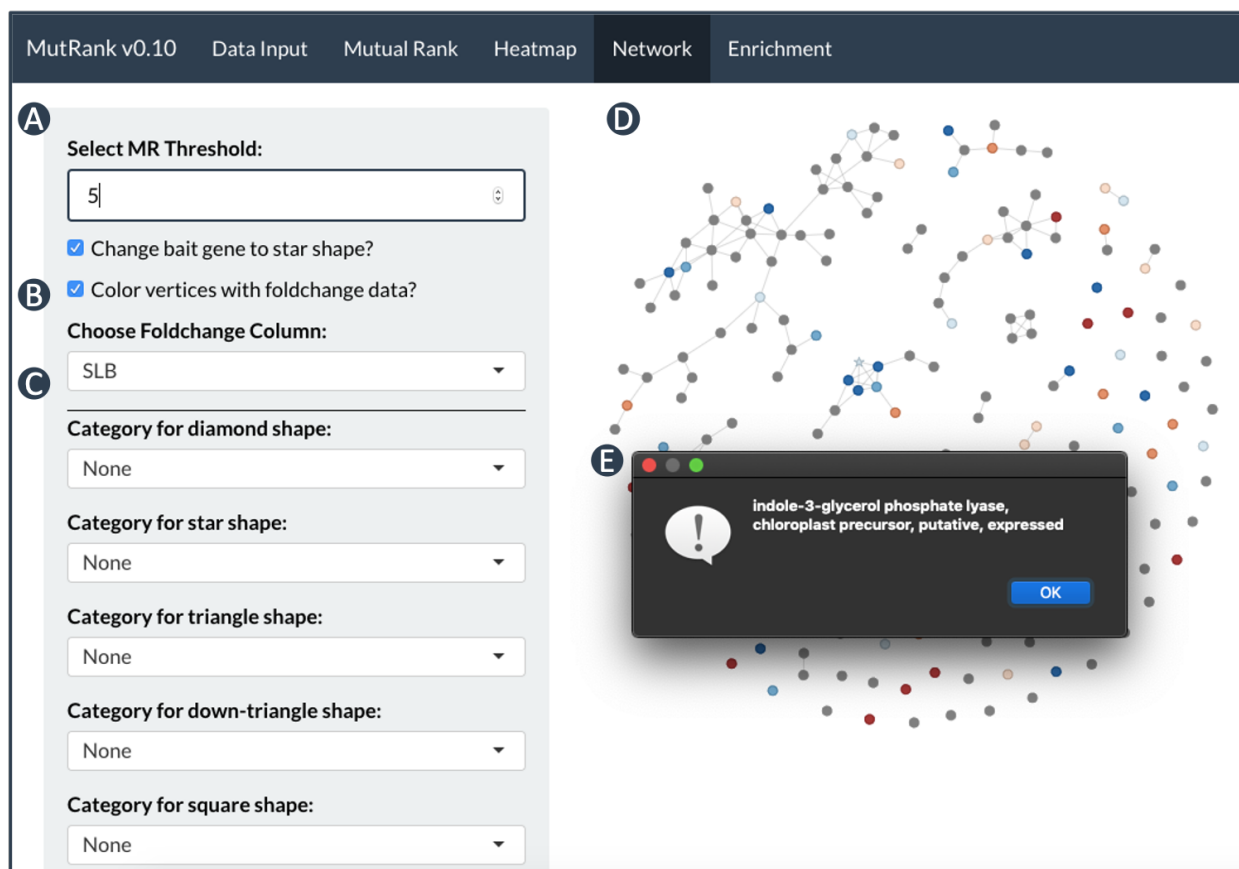 MutRank v0.10 Data Input Mutual Rank Heatmap Network Enrichment
A
Select MR Threshold:
5
Change bait gene to star shape?
B
Color vertices with foldchange data?
Choose Foldchange Column:
C
SLB
Category for diamond shape:
None
Category for star shape:
None
Category for triangle shape:
None
Category for down-triangle shape:
None
Category for square shape:
None
D
E
indole-3-glycerol phosphate lyase,
chloroplast precursor, putative, expressed
OK